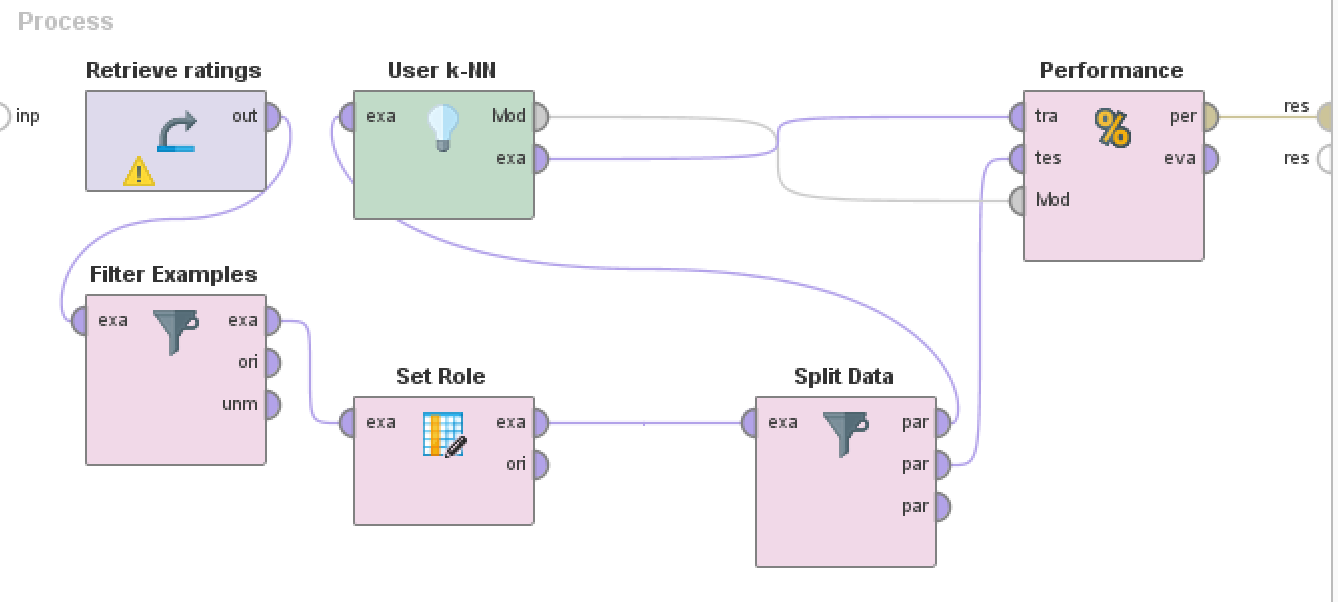 Process
inp
Retrieve ratings
out
User k-NN
exa Mod
exa
Performance
tra per
tes eva
Mod
res
res
Filter Examples
exa exa
ori
unm
Set Role
exa exa
ori
Split Data
exa par
par
par